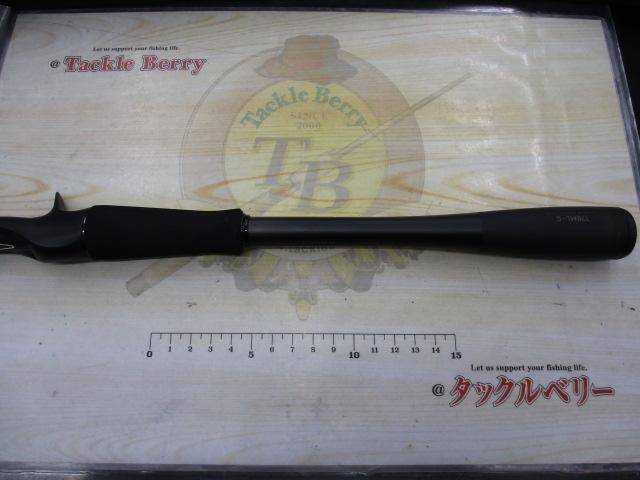 Let us support your fishing life.
@ Tackle Berry
Tackle Berry
SINCE
2000
T&B
0 1 2 3 4 5 6 7 8 9 10 11 12 13 14 15
Let us support your fishing life.
@ タックルベリー